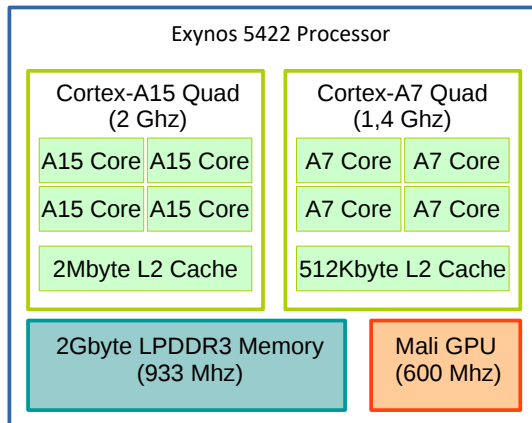 Exynos 5422 Processor
Cortex-A15 Quad
(2 Ghz)
A15 Core
A15 Core
A15 Core
A15 Core
2Mbyte L2 Cache
Cortex-A7 Quad
(1,4 Ghz)
A7 Core
A7 Core
A7 Core
A7 Core
512Kbyte L2 Cache
2Gbyte LPDDR3 Memory
(933 Mhz)
Mali GPU
(600 Mhz)